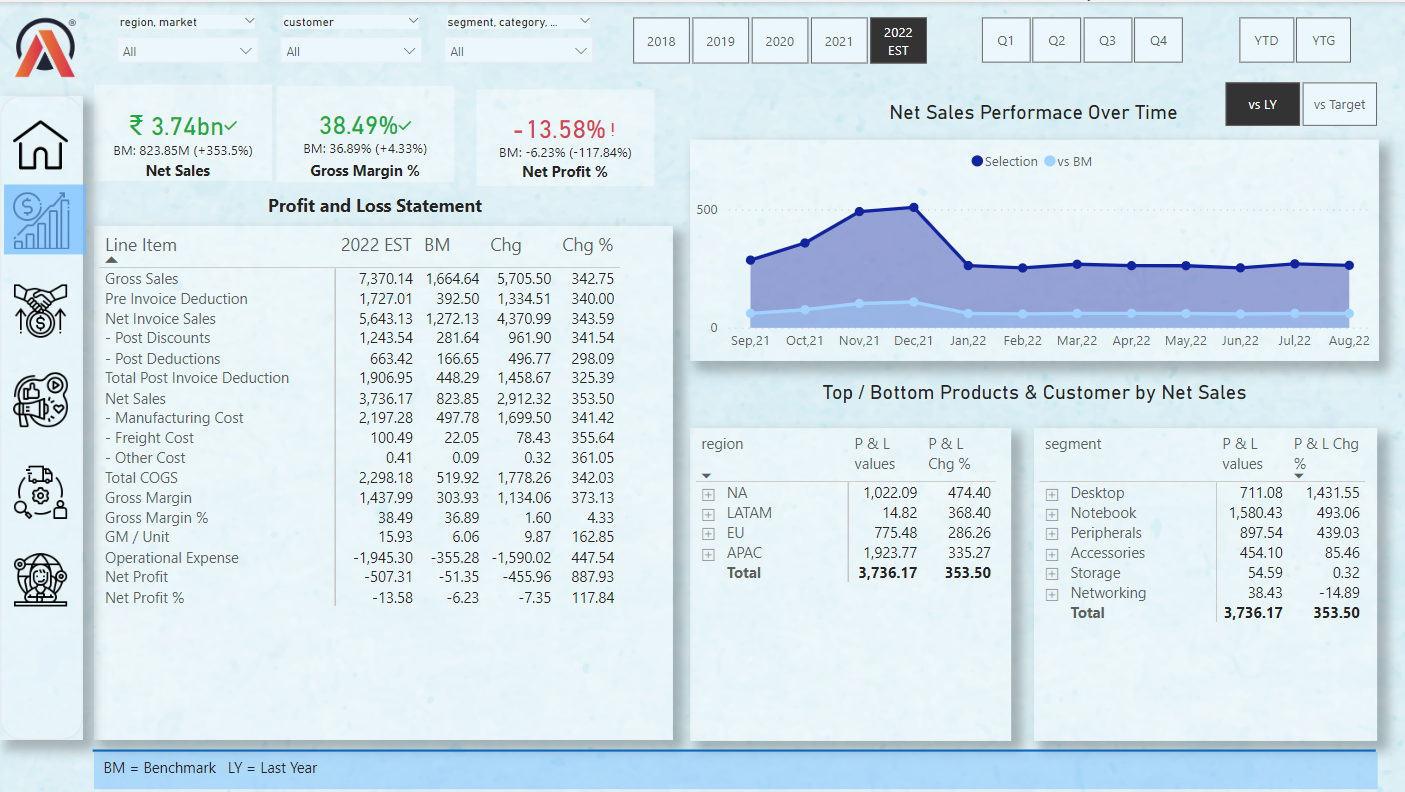 region, market
customer
segment, category, ...
All
All
All
2018
2019
2020
2021
2022
EST
Q1
Q2
Q3
Q4
YTD
YTG
vs LY
vs Target
®
₹ 3.74bn
BM: 823.85M (+353.5%)
Net Sales
38.49%
BM: 36.89% (+4.33%)
Gross Margin %
-13.58% !
BM: -6.23% (-117.84%)
Net Profit %
Profit and Loss Statement
Line Item 2022 EST BM Chg Chg %
Gross Sales 7,370.14 1,664.64 5,705.50 342.75
Pre Invoice Deduction 1,727.01 392.50 1,334.51 340.00
Net Invoice Sales 5,643.13 1,272.13 4,370.99 343.59
- Post Discounts 1,243.54 281.64 961.90 341.54
- Post Deductions 663.42 166.65 496.77 298.09
Total Post Invoice Deduction 1,906.95 448.29 1,458.67 325.39
Net Sales 3,736.17 823.85 2,912.32 353.50
- Manufacturing Cost 2,197.28 497.78 1,699.50 341.42
- Freight Cost 100.49 22.05 78.43 355.64
- Other Cost 0.41 0.09 0.32 361.05
Total COGS 2,298.18 519.92 1,778.26 342.03
Gross Margin 1,437.99 303.93 1,134.06 373.13
Gross Margin % 38.49 36.89 1.60 4.33
GM / Unit 15.93 6.06 9.87 162.85
Operational Expense -1,945.30 -355.28 -1,590.02 447.54
Net Profit -507.31 -51.35 -455.96 887.93
Net Profit % -13.58 -6.23 -7.35 117.84
Net Sales Performace Over Time
Selection vs BM
500
0
Sep,21 Oct,21 Nov,21 Dec,21 Jan,22 Feb,22 Mar,22 Apr,22 May,22 Jun,22 Jul,22 Aug,22
Top / Bottom Products & Customer by Net Sales
region P & L values P & L Chg %
NA 1,022.09 474.40
LATAM 14.82 368.40
EU 775.48 286.26
APAC 1,923.77 335.27
Total 3,736.17 353.50
segment P & L values P & L Chg %
Desktop 711.08 1,431.55
Notebook 1,580.43 493.06
Peripherals 897.54 439.03
Accessories 454.10 85.46
Storage 54.59 0.32
Networking 38.43 -14.89
Total 3,736.17 353.50
BM = Benchmark LY = Last Year